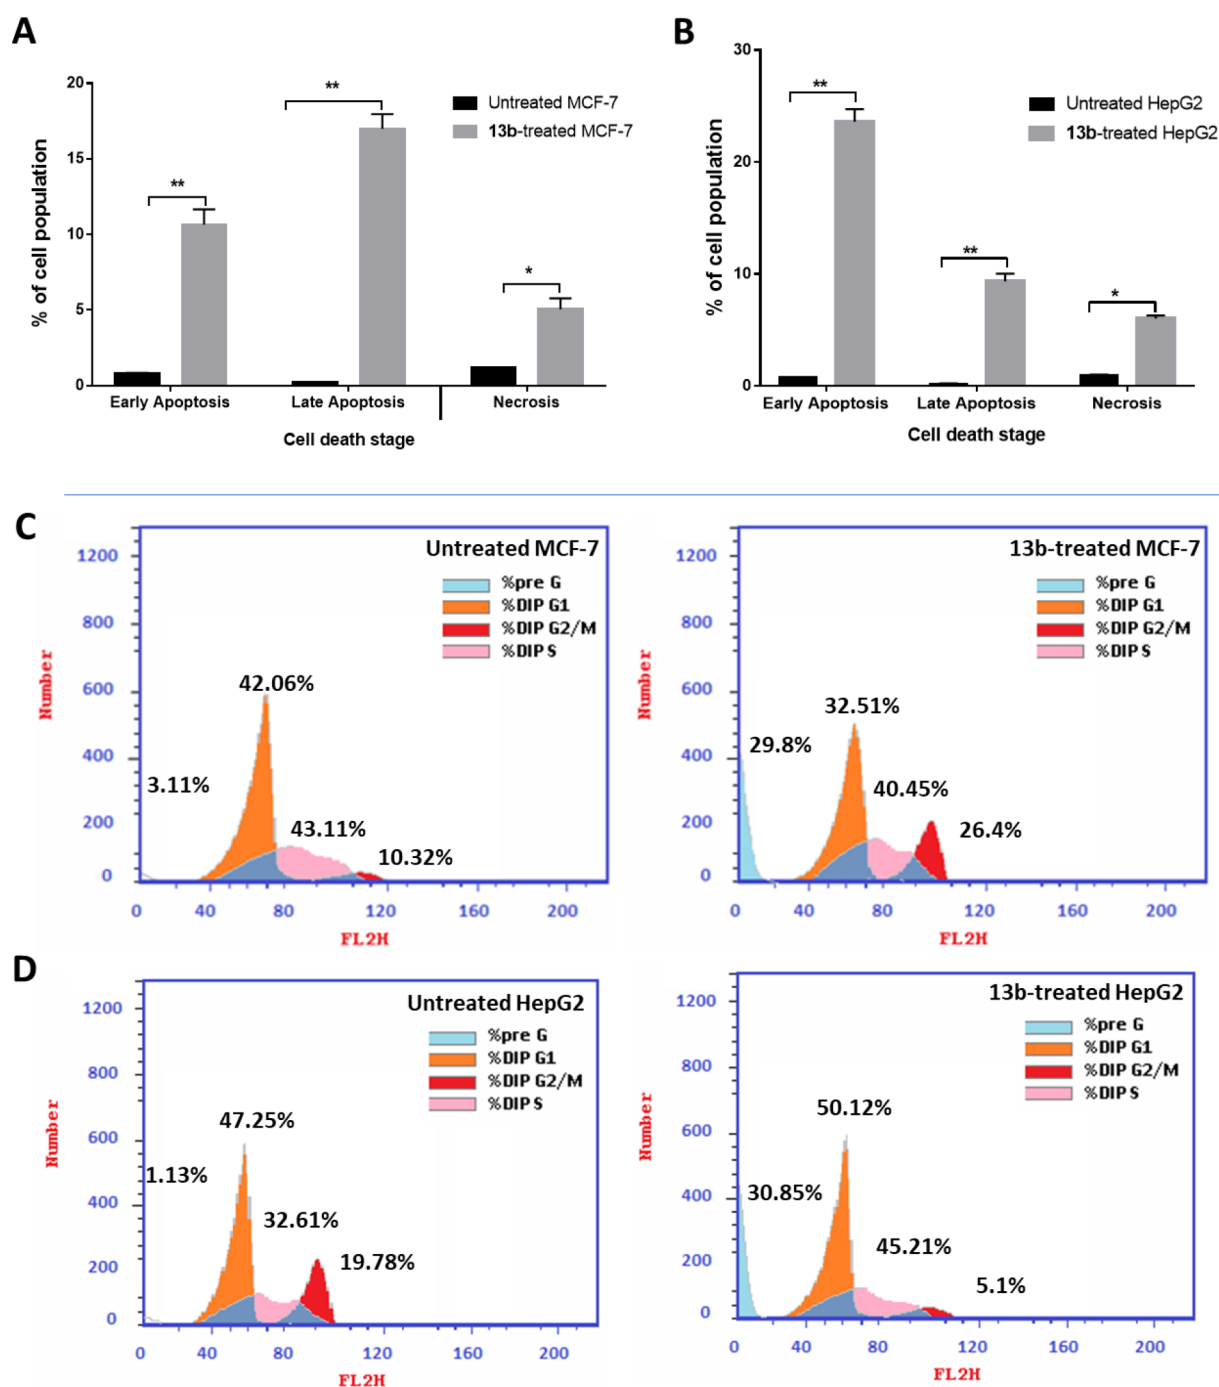 A
20
15
10
5
0
% of cell population
**
**
*
Untreated MCF-7
13b-treated MCF-7
Early Apoptosis
Late Apoptosis
Necrosis
Cell death stage
B
30
20
10
0
% of cell population
**
**
*
Untreated HepG2
13b-treated HepG2
Early Apoptosis
Late Apoptosis
Necrosis
Cell death stage
C
Untreated MCF-7
%pre G
%DIP G1
%DIP G2/M
%DIP S
1200
800
600
400
200
0
Number
42.06%
3.11%
43.11%
10.32%
0 40 80 120 160 200
FL2H
13b-treated MCF-7
%pre G
%DIP G1
%DIP G2/M
%DIP S
1200
800
600
400
200
0
Number
32.51%
29.8%
40.45%
26.4%
0 40 80 120 160 200
FL2H
D
Untreated HepG2
%pre G
%DIP G1
%DIP G2/M
%DIP S
1200
800
600
400
200
0
Number
47.25%
1.13%
32.61%
19.78%
0 40 80 120 160 200
FL2H
13b-treated HepG2
%pre G
%DIP G1
%DIP G2/M
%DIP S
1200
800
600
400
200
0
Number
50.12%
30.85%
45.21%
5.1%
0 40 80 120 160 200
FL2H